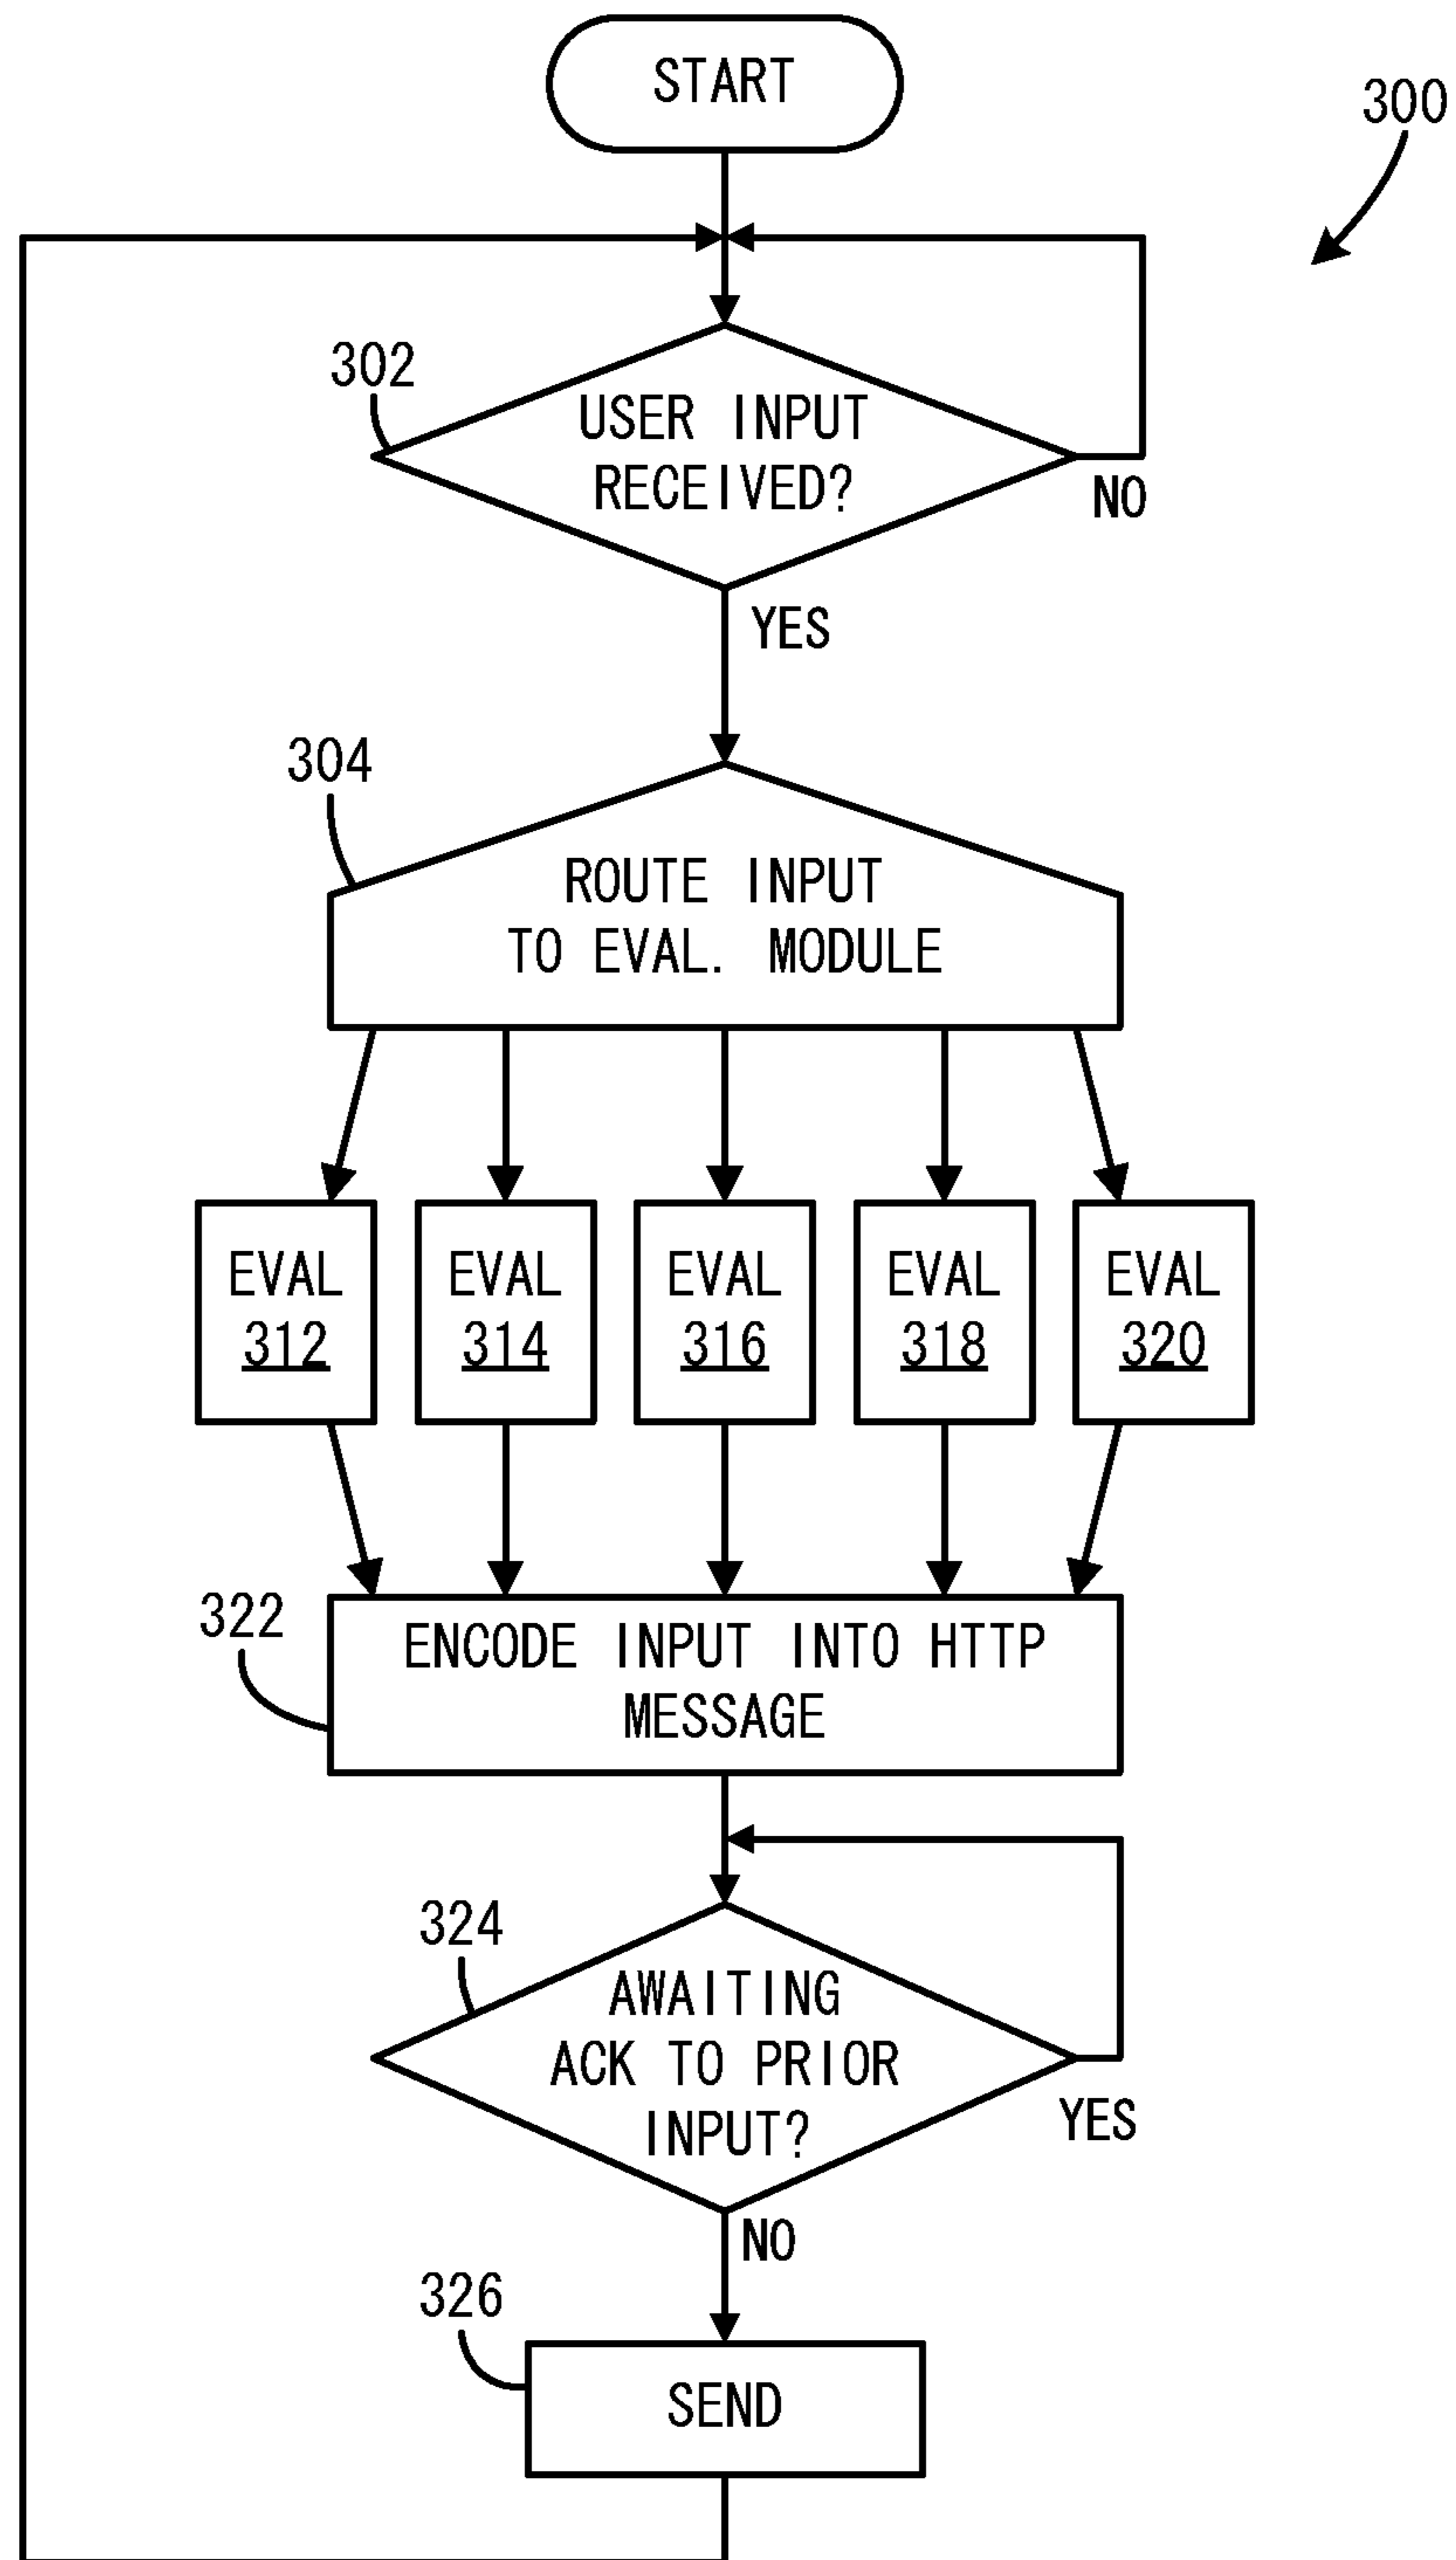 START
300
302
USER INPUT
RECEIVED?
NO
YES
304
ROUTE INPUT
TO EVAL. MODULE
EVAL
312
EVAL
314
EVAL
316
EVAL
318
EVAL
320
322
ENCODE INPUT INTO HTTP
MESSAGE
324
AWAITING
ACK TO PRIOR
INPUT?
YES
NO
326
SEND